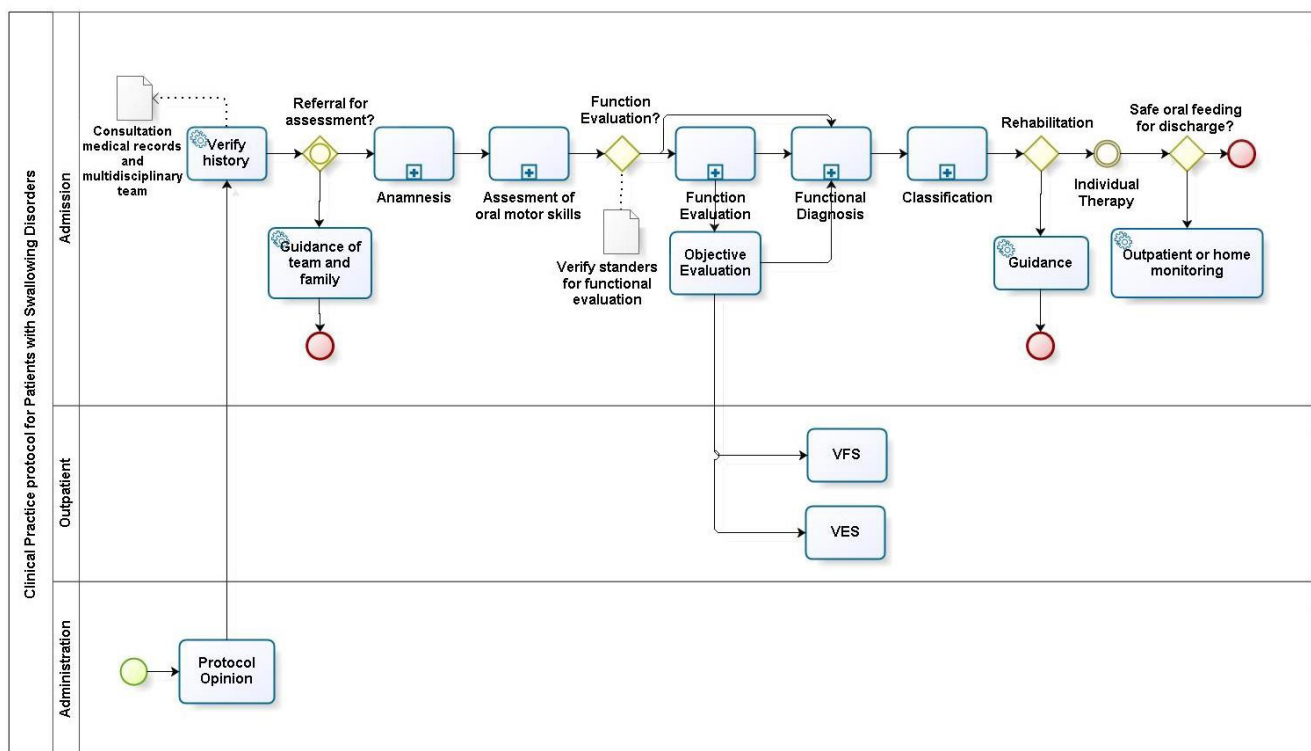 Clinical Practice protocol for Patients with Swallowing Disorders
Admission
Consultation
medical records
and
multidisciplinary
team
Verify
history
Referral for
assessment?
Guidance of
team and
family
Anamnesis
Assesment of
oral motor skills
Function
Evaluation?
Verify standers
for functional
evaluation
Function
Evaluation
Objective
Evaluation
Functional
Diagnosis
Classification
Rehabilitation
Guidance
Individual
Therapy
Safe oral feeding
for discharge?
Outpatient or home
monitoring
Outpatient
VFS
VES
Administration
Protocol
Opinion